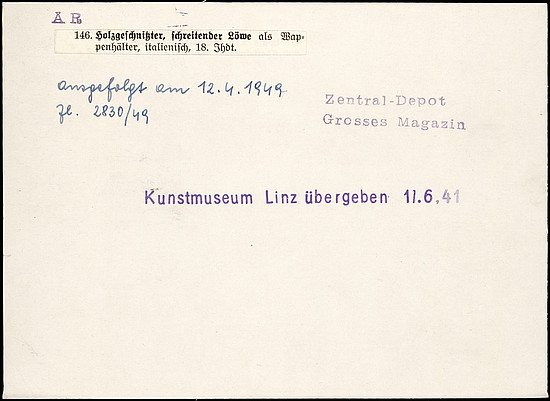 AR
146. Holzgeschnitzter, schreitender Löwe als Wap-
penhälter, italienisch, 18. Jhdt.
ausgefolgt am 12.4.1949
Zl. 2830/49
Zentral-Depot
Grosses Magazin
Kunstmuseum Linz übergeben 11.6.41